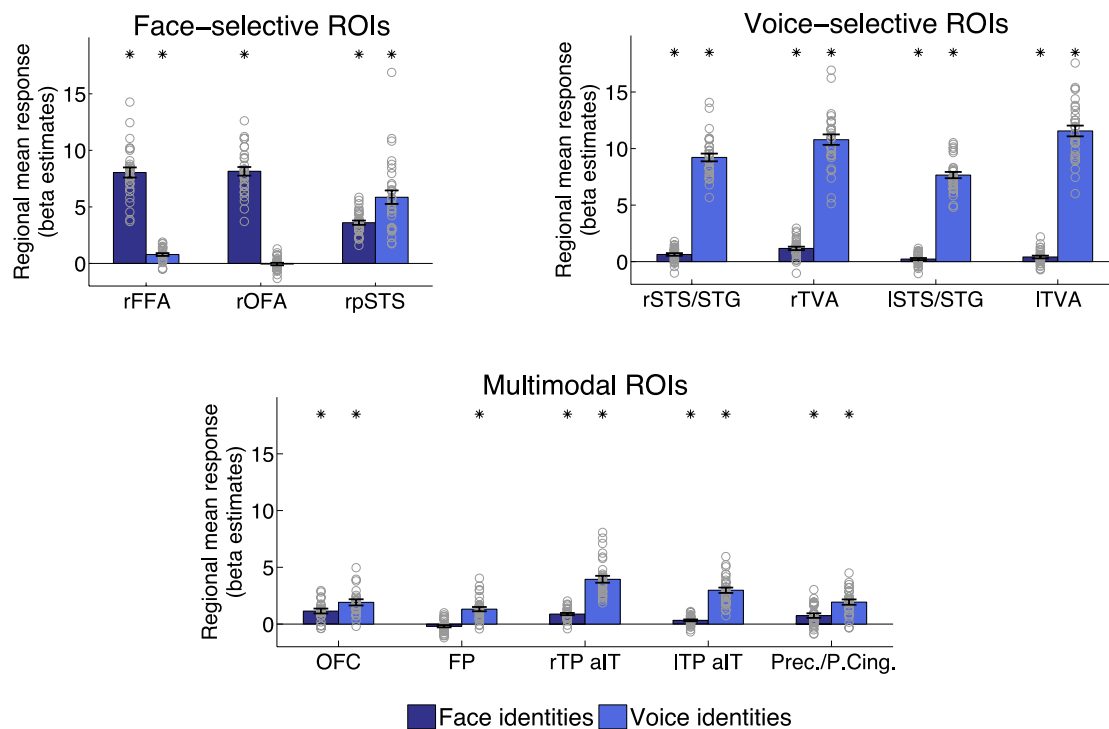 Face−selective ROIs
* * * * *
Regional mean response
(beta estimates)
15
10
5
0
rFFA rOFA rpSTS
Voice−selective ROIs
* * * * * * * *
Regional mean response
(beta estimates)
15
10
5
0
rSTS/STG rTVA lSTS/STG lTVA
Multimodal ROIs
* * * * * * * * *
Regional mean response
(beta estimates)
15
10
5
0
OFC FP rTP aIT lTP aIT Prec./P.Cing.
Face identities Voice identities